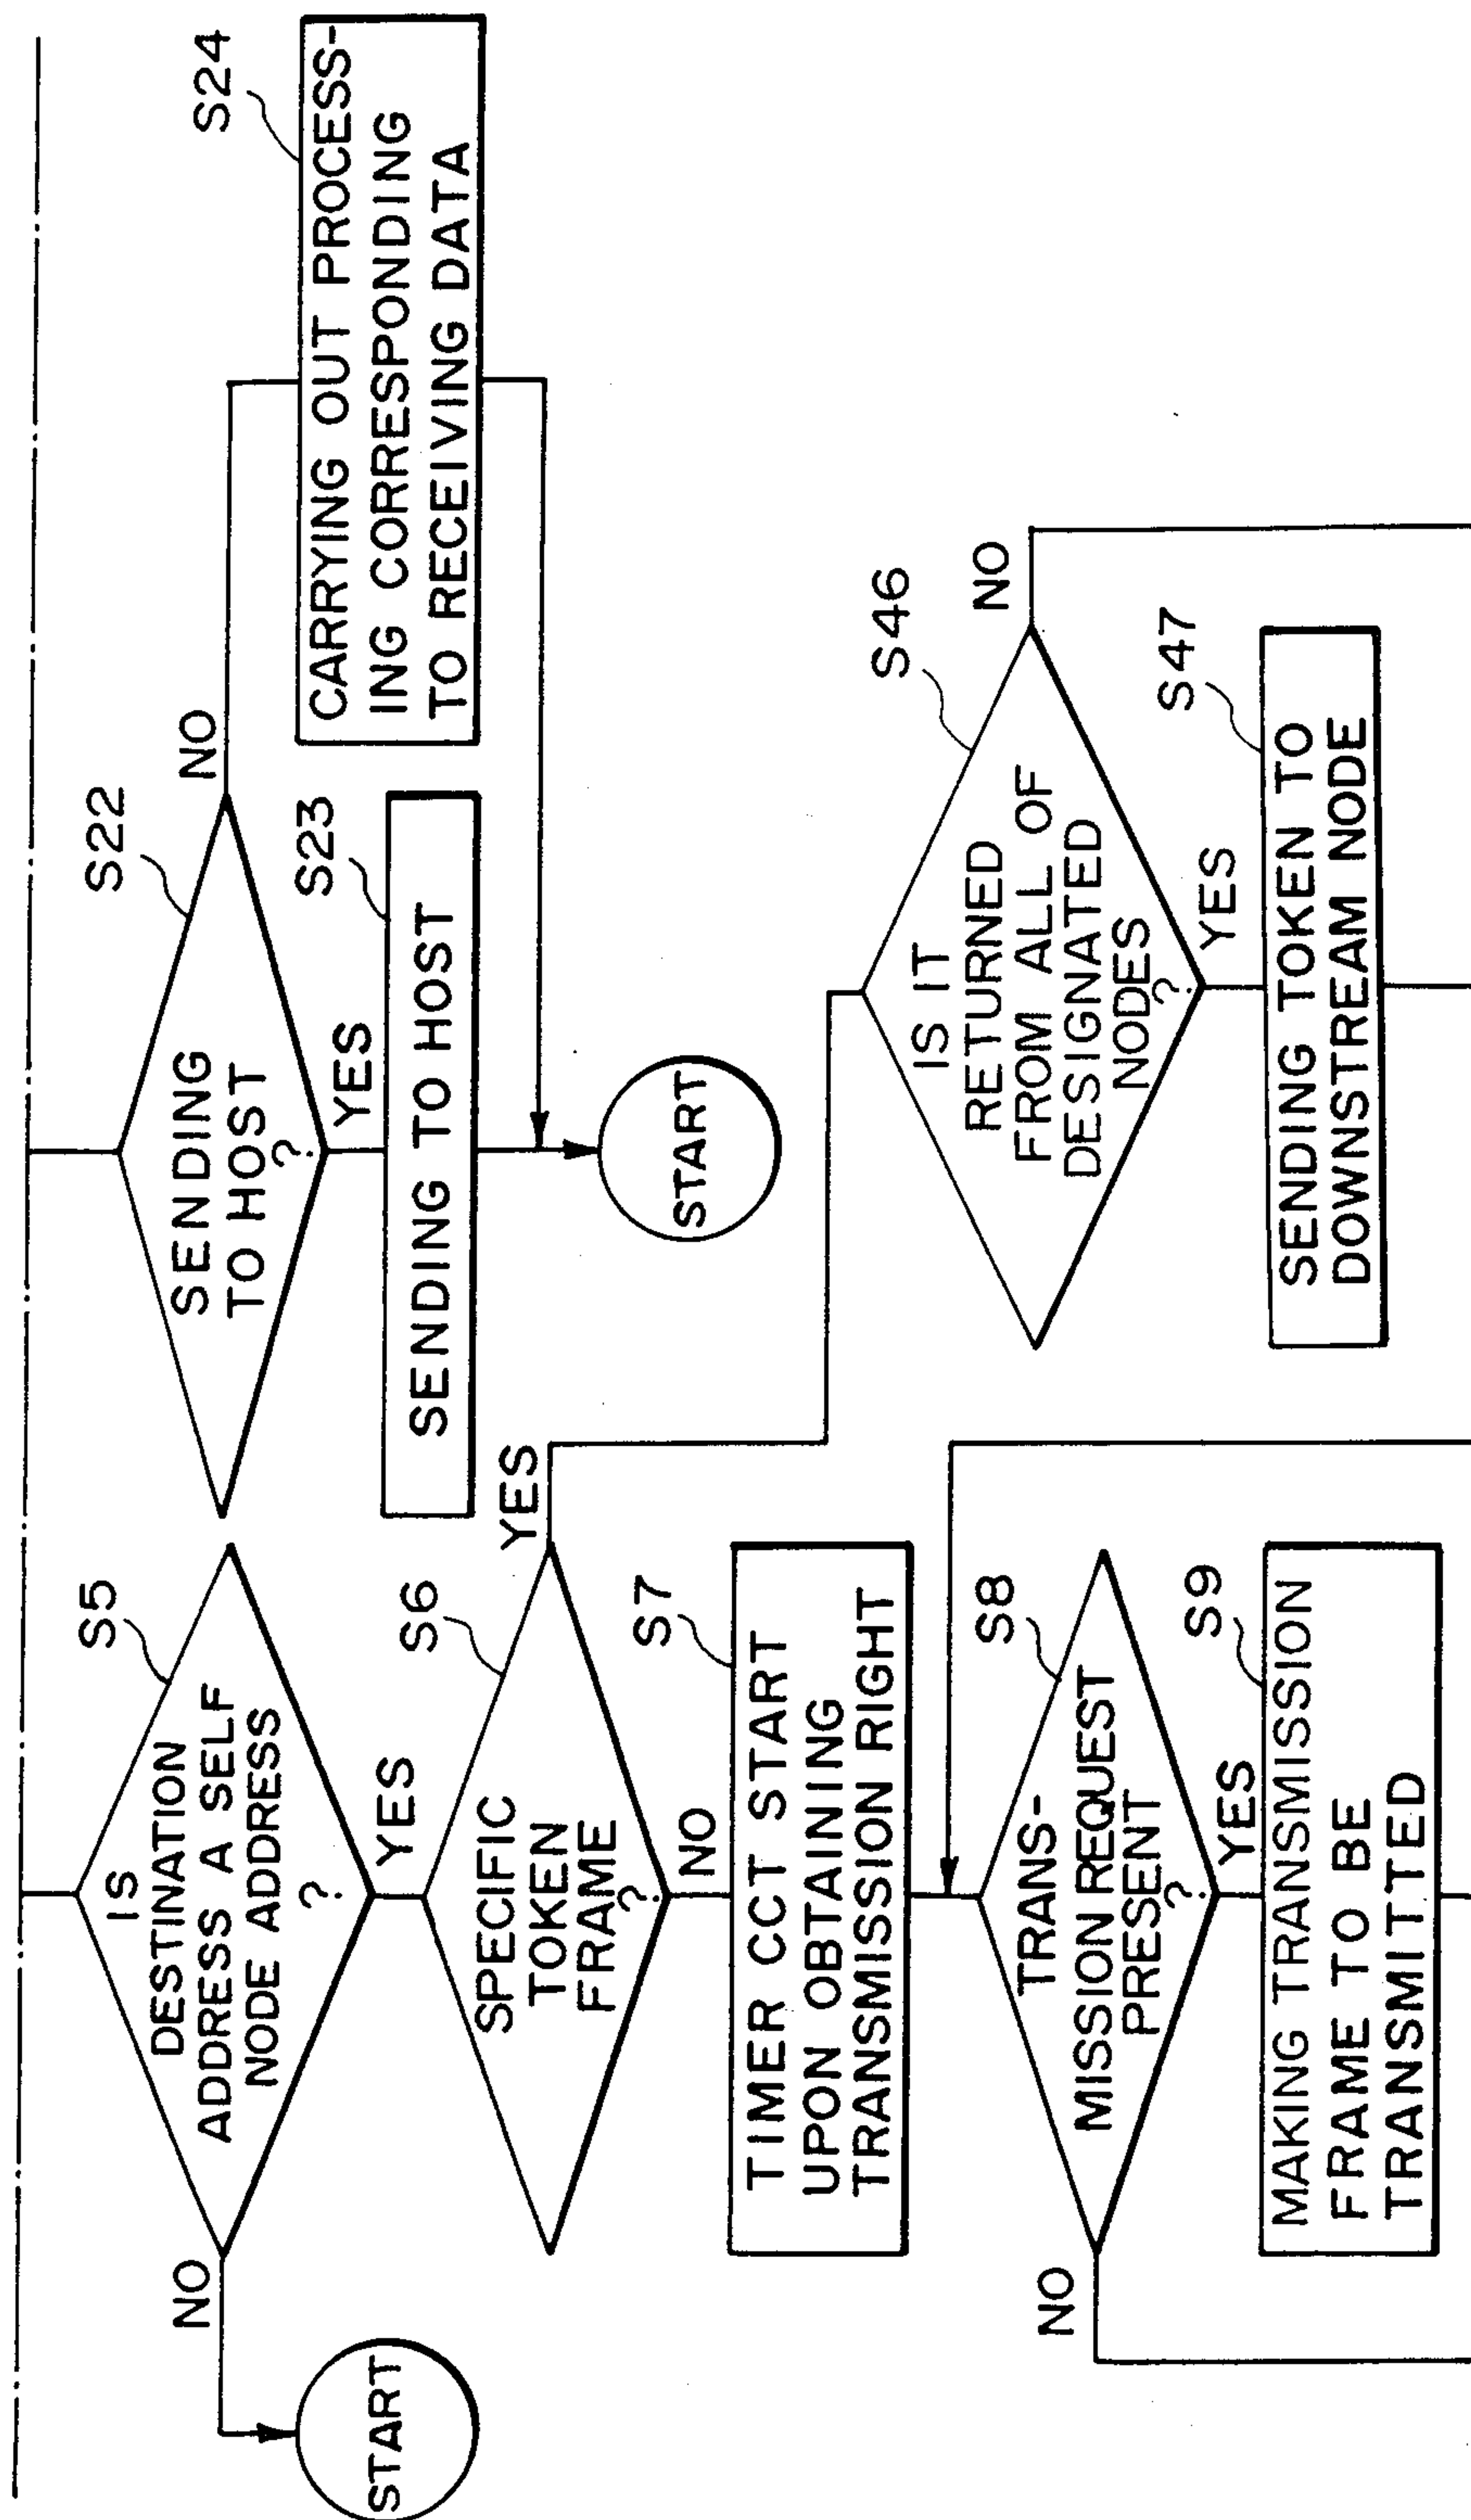 S5
IS
DESTINATION
ADDRESS A SELF
NODE ADDRESS
?
NO
START
YES
S6
SPECIFIC
TOKEN
FRAME
?
YES
NO
S7
TIMER CCT START
UPON OBTAINING
TRANSMISSION RIGHT
S8
TRANS-
MISSION REQUEST
PRESENT
?
NO
YES
S9
MAKING TRANSMISSION
FRAME TO BE
TRANSMITTED
S22
SENDING
TO HOST
?
NO
YES
S23
SENDING TO HOST
S24
CARRYING OUT PROCESS-
ING CORRESPONDING
TO RECEIVING DATA
START
S46
IS IT
RETURNED
FROM ALL OF
DESIGNATED
NODES
?
NO
YES
S47
SENDING TOKEN TO
DOWNSTREAM NODE